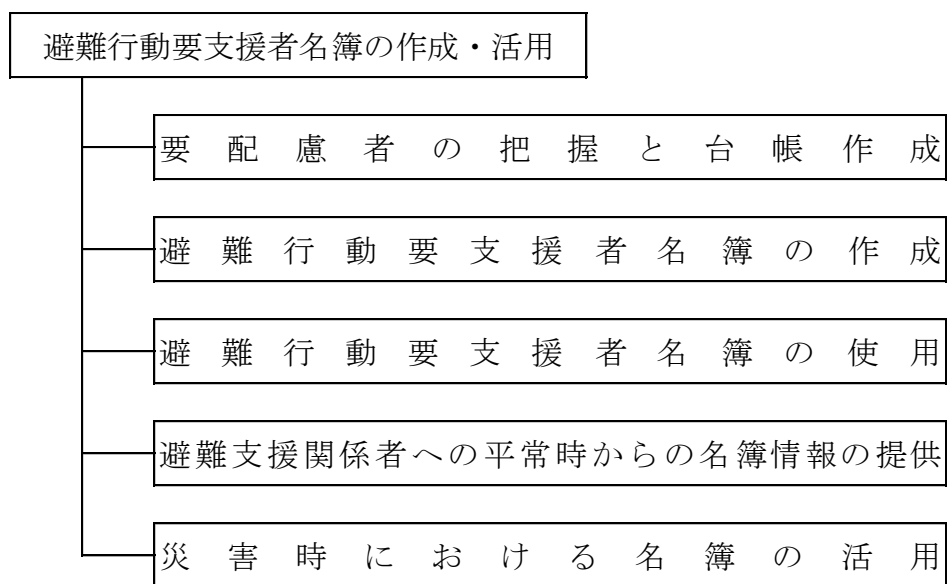 避難行動要支援者名簿の作成・活用
要配慮者の把握と台帳作成
避難行動要支援者名簿の作成
避難行動要支援者名簿の使用
避難支援関係者への平常時からの名簿情報の提供
災害時における名簿の活用